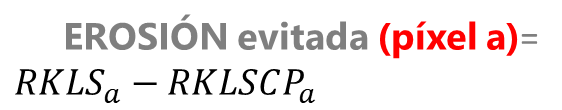 EROSIÓN evitada (píxel a)=
RKLSₐ − RKLSCPₐ